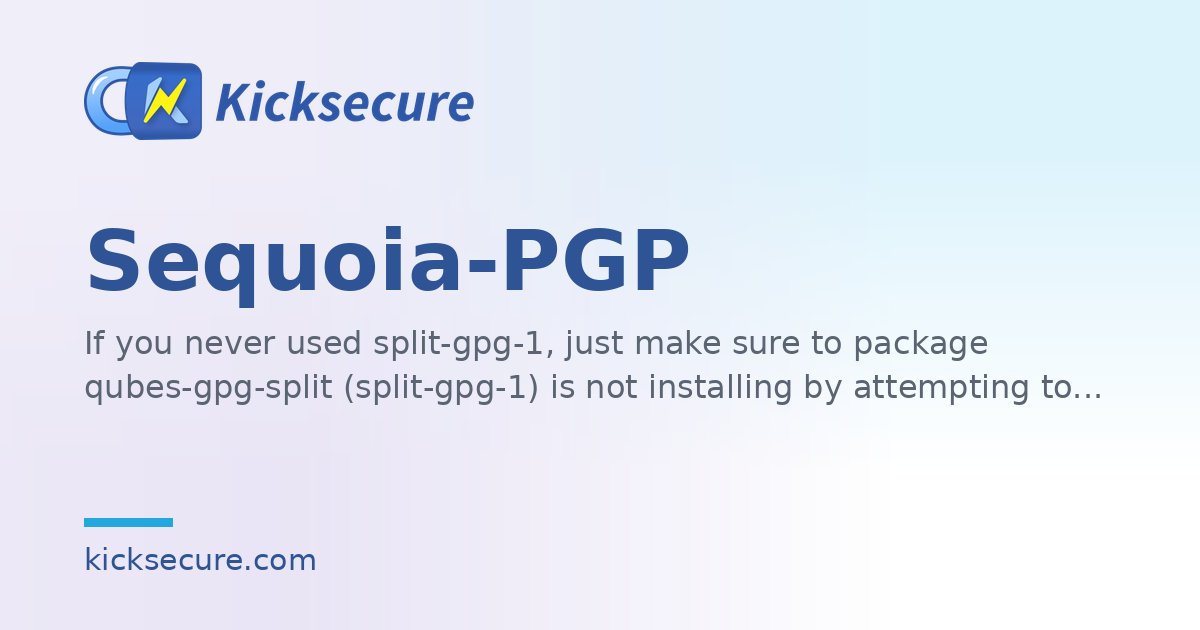 Kicksecure
Sequoia-PGP
If you never used split-gpg-1, just make sure to package
qubes-gpg-split (split-gpg-1) is not installing by attempting to...
kicksecure.com